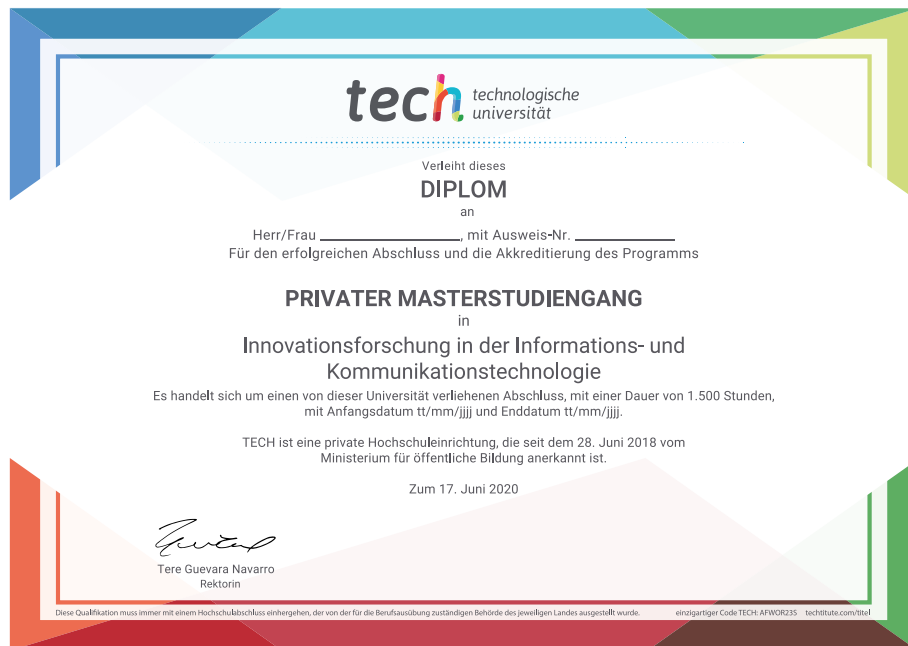 tech technologische
universität
Verleiht dieses
DIPLOM
an
Herr/Frau ____________________, mit Ausweis-Nr. ______________
Für den erfolgreichen Abschluss und die Akkreditierung des Programms
PRIVATER MASTERSTUDIENGANG
in
Innovationsforschung in der Informations- und
Kommunikationstechnologie
Es handelt sich um einen von dieser Universität verliehenen Abschluss, mit einer Dauer von 1.500 Stunden,
mit Anfangsdatum tt/mm/jjjj und Enddatum tt/mm/jjjj.
TECH ist eine private Hochschuleinrichtung, die seit dem 28. Juni 2018 vom
Ministerium für öffentliche Bildung anerkannt ist.
Zum 17. Juni 2020
Tere Guevara Navarro
Rektorin
Diese Qualifikation muss immer mit einem Hochschulabschluss einhergehen, der von der für die Berufsausübung zuständigen Behörde des jeweiligen Landes ausgestellt wurde. einzigartiger Code TECH: AFWOR23S techtitute.com/titel